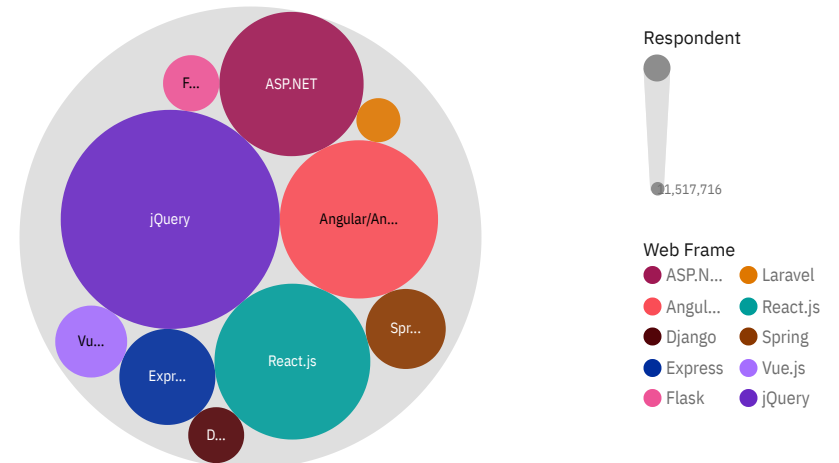 F...
ASP.NET
jQuery
Angular/An...
Vu...
Expr...
React.js
Spr...
D...
Respondent
11,517,716
Web Frame
ASP.N...
Laravel
Angul...
React.js
Django
Spring
Express
Vue.js
Flask
jQuery